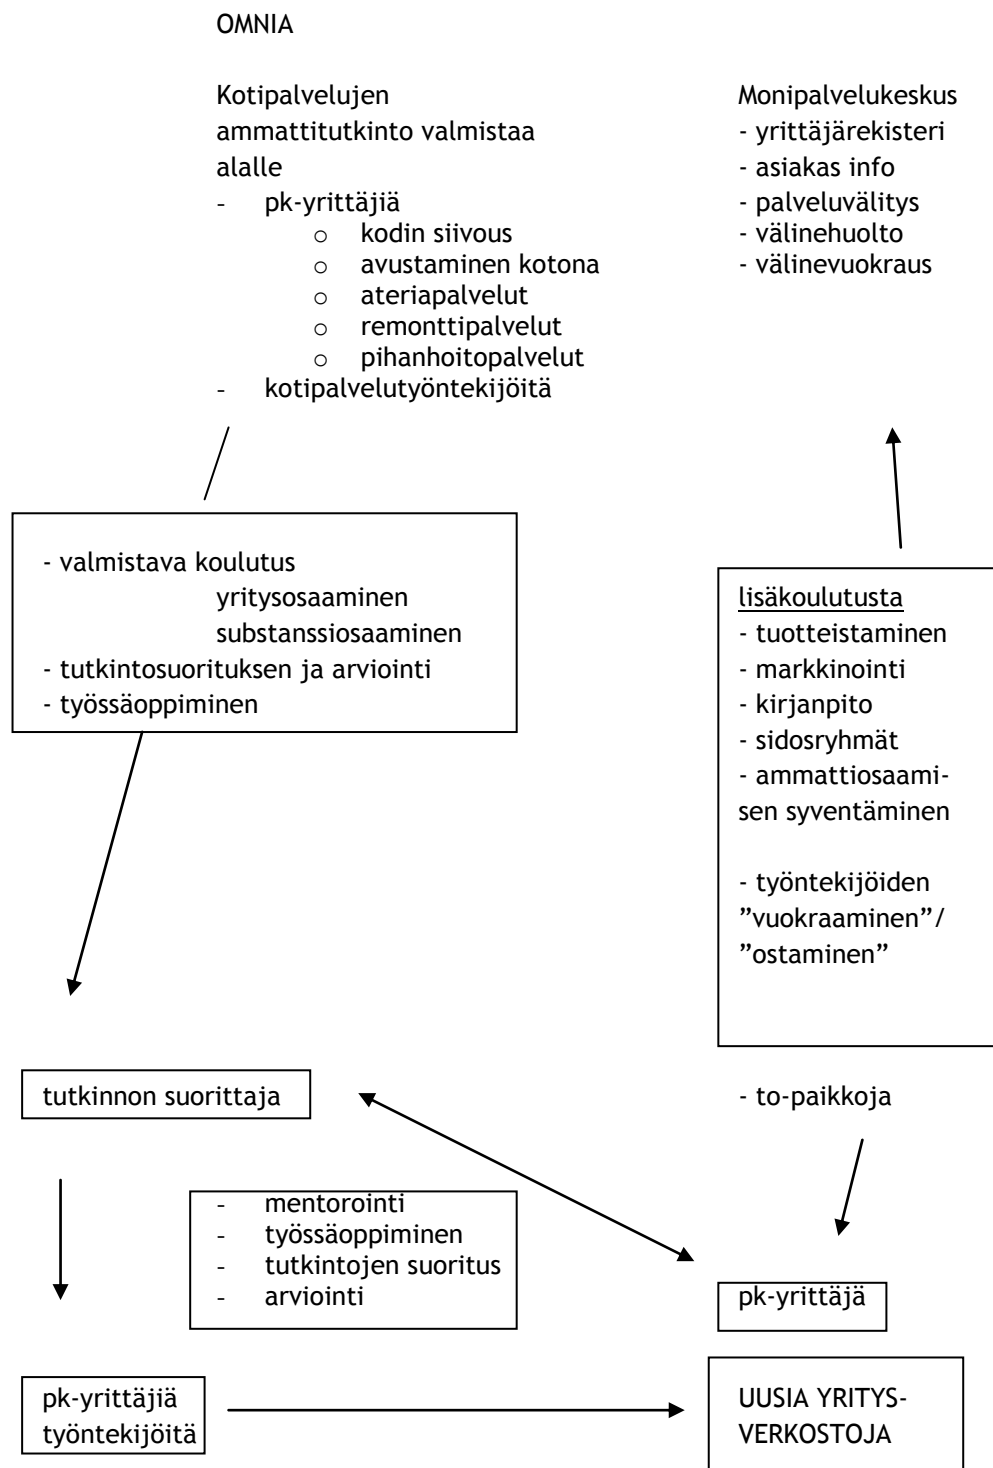 OMNIA
Kotipalvelujen
ammattitutkinto valmistaa
alalle
- pk-yrittäjiä
o kodin siivous
o avustaminen kotona
o ateriapalvelut
o remonttipalvelut
o pihanhoitopalvelut
- kotipalvelutyöntekijöitä
Monipalvelukeskus
- yrittäjärekisteri
- asiakas info
- palveluvälitys
- välinehuolto
- välinevuokraus
- valmistava koulutus
yritysosaaminen
substanssiosaaminen
- tutkintosuorituksen ja arviointi
- työssäoppiminen
lisäkoulutusta
- tuotteistaminen
- markkinointi
- kirjanpito
- sidosryhmät
- ammattiosaami-
sen syventäminen
- työntekijöiden
”vuokraaminen”/
”ostaminen”
tutkinnon suorittaja
- to-paikkoja
- mentorointi
- työssäoppiminen
- tutkintojen suoritus
- arviointi
pk-yrittäjä
pk-yrittäjiä
työntekijöitä
UUSIA YRITYS-
VERKOSTOJA